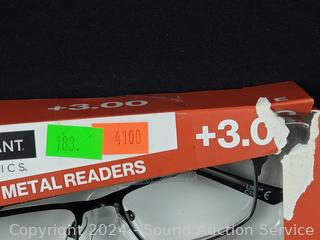 +3.00
ANT.
183.
4100
+3.0
ICS.
METAL READERS
Copyright 2024 - Sound Auction Service